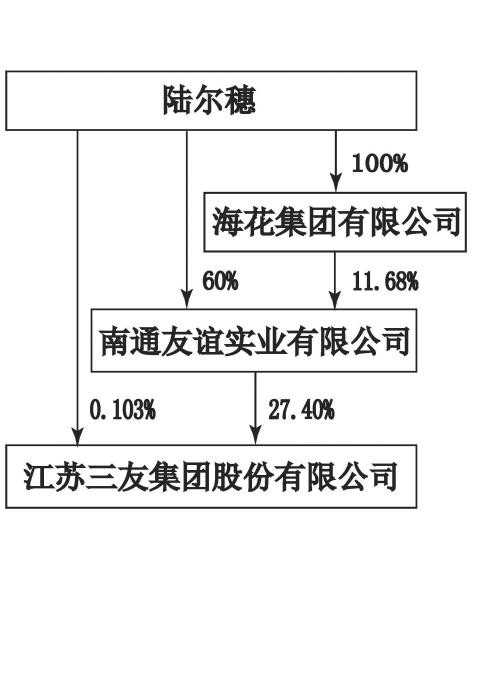 陆尔穗
100%
海花集团有限公司
60%
11.68%
南通友谊实业有限公司
0.103%
27.40%
江苏三友集团股份有限公司